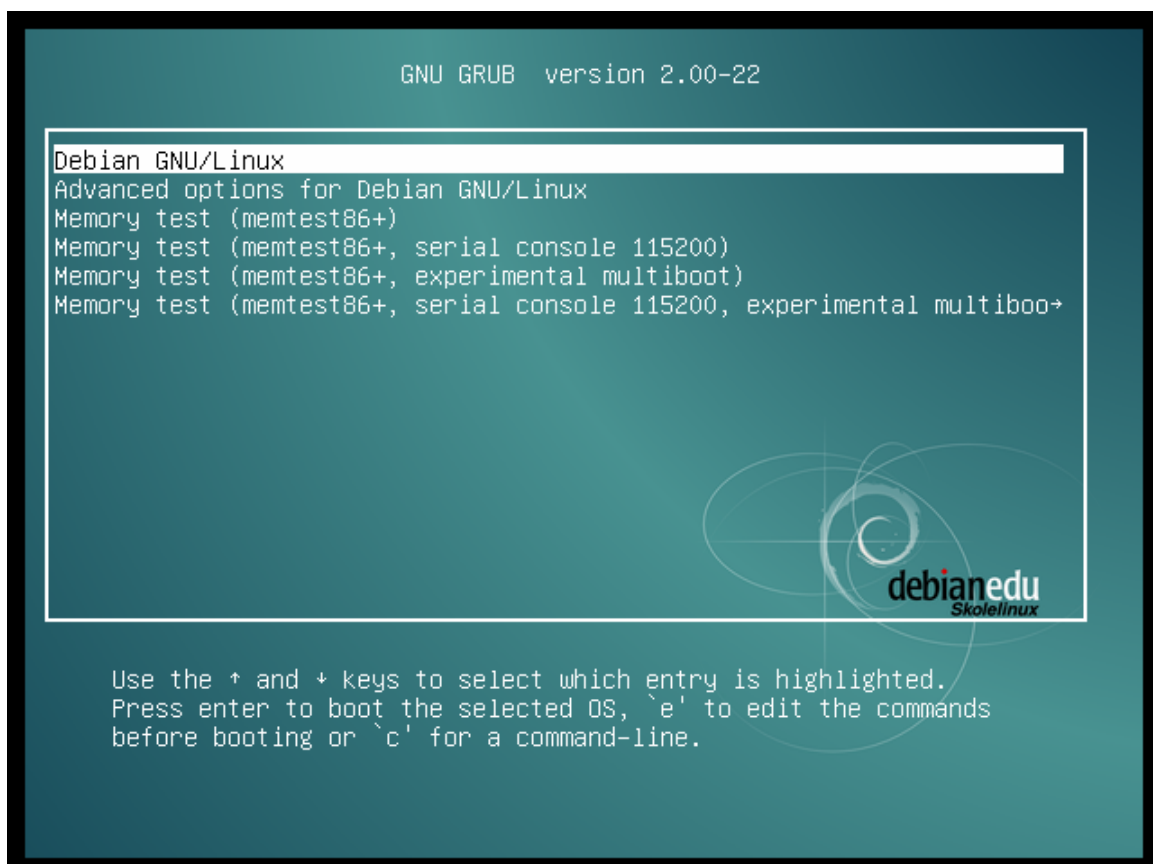 GNU GRUB version 2.00-22
Debian GNU/Linux
Advanced options for Debian GNU/Linux
Memory test (memtest86+)
Memory test (memtest86+, serial console 115200)
Memory test (memtest86+, experimental multiboot)
Memory test (memtest86+, serial console 115200, experimental multiboo→
debianedu
Skolelinux
Use the ↑ and ↓ keys to select which entry is highlighted.
Press enter to boot the selected OS, `e' to edit the commands
before booting or `c' for a command-line.